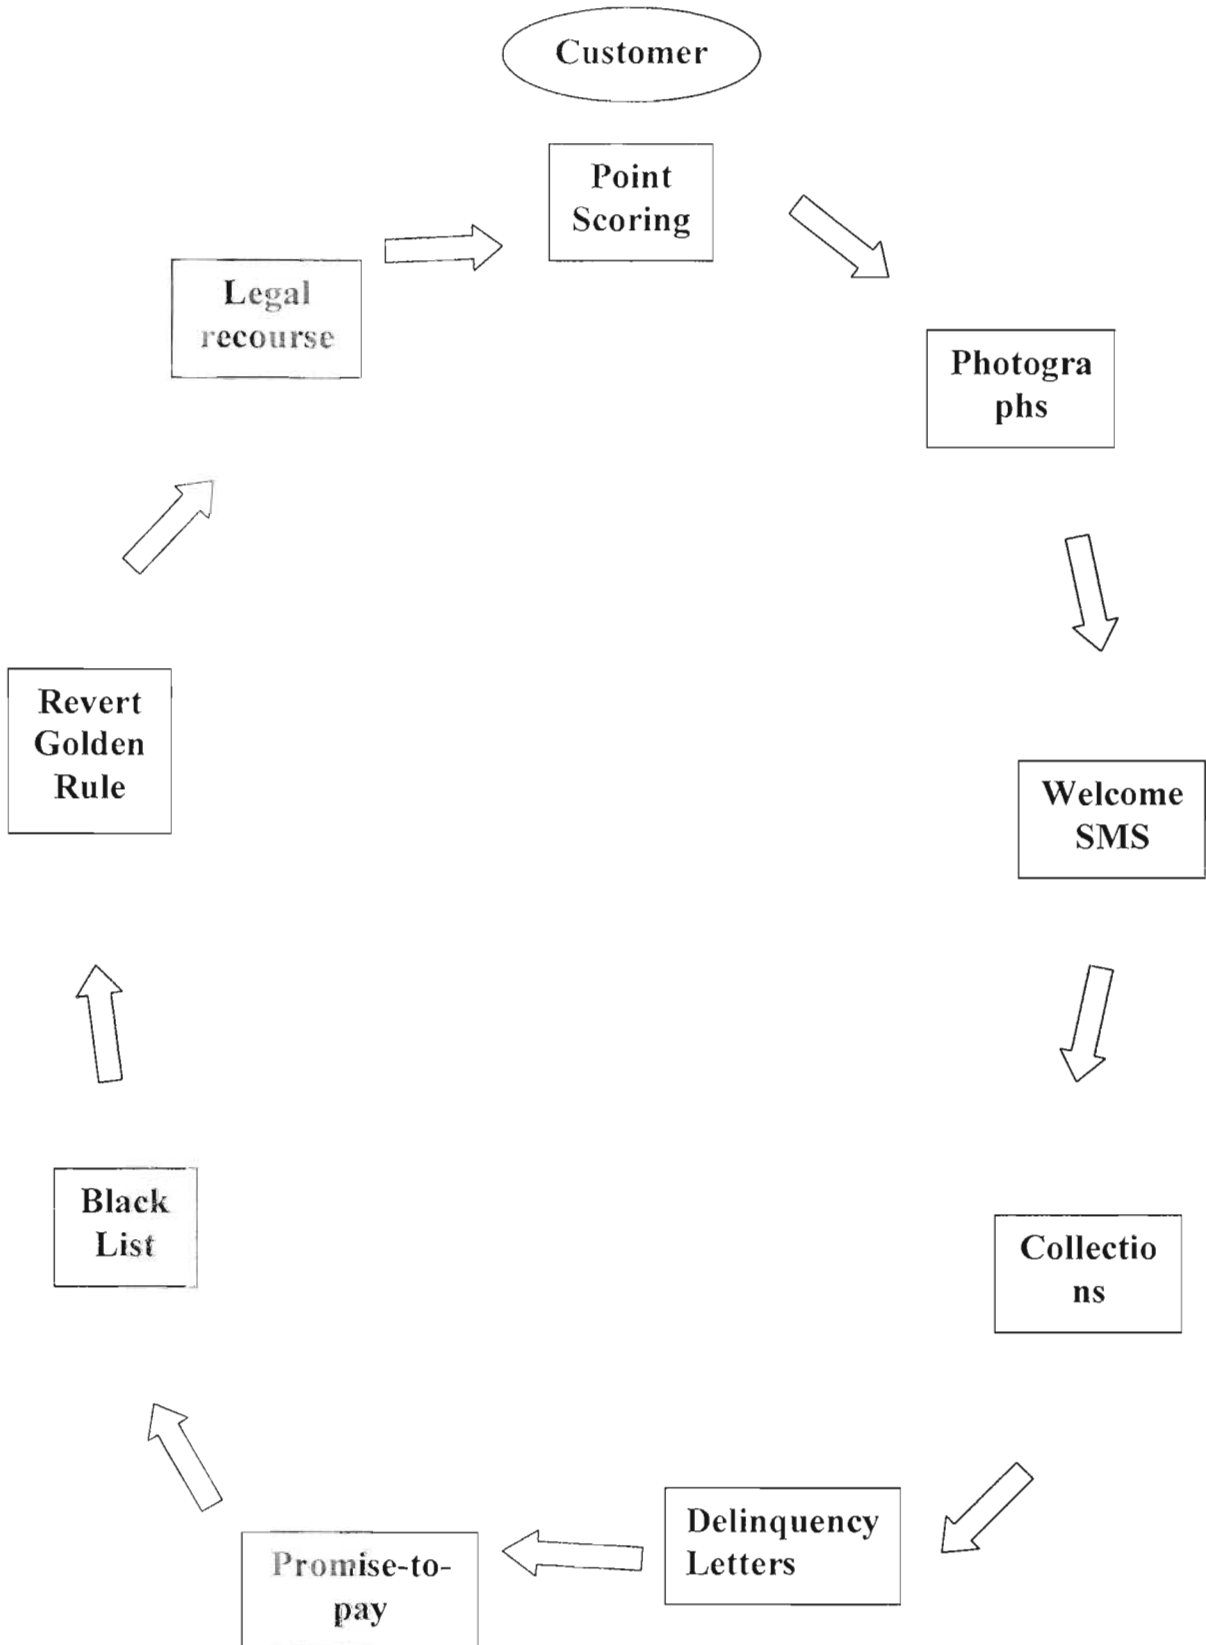 Customer
Point
Scoring
Photogra
phs
Welcome
SMS
Collectio
ns
Delinquency
Letters
Promise-to-
pay
Black
List
Revert
Golden
Rule
Legal
recourse